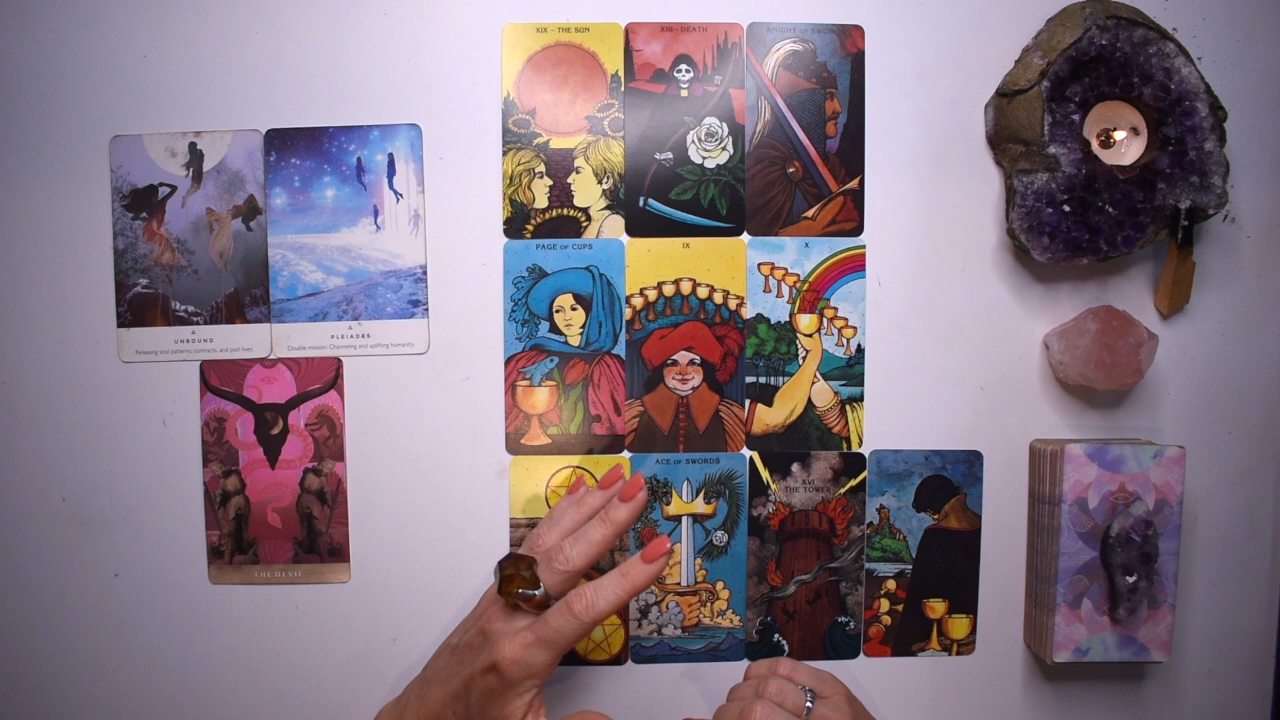 UNBOUND
Releasing soul patterns, contracts, and past lives.
PLEIADES
Double mission: Channeling and uplifting humanity.
THE DEVIL
XIX - THE SUN
XIII - DEATH
KNIGHT OF SWORDS
PAGE OF CUPS
IX
X
ACE OF SWORDS
XVI
THE TOWER
V